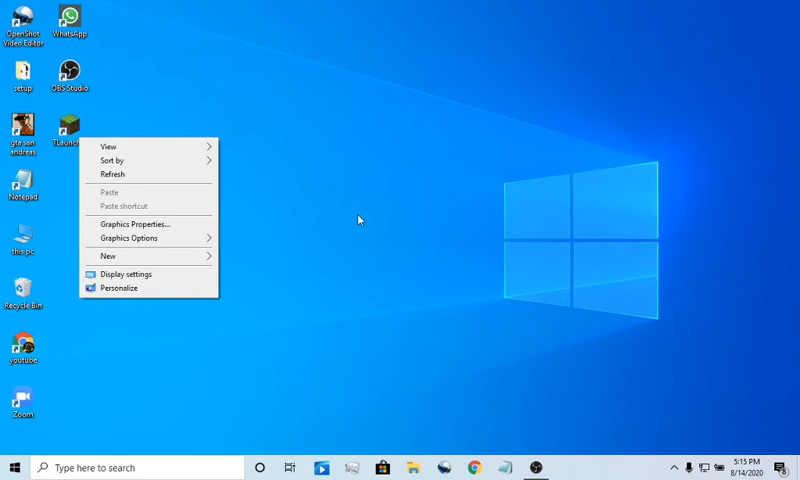 OpenShot
Video Editor
WhatsApp
setup
OBS Studio
gta san
andreas
TLaunch
Notepad
this pc
Recycle Bin
youtube
Zoom
View
Sort by
Refresh
Paste
Paste shortcut
Graphics Properties...
Graphics Options
New
Display settings
Personalize
Type here to search
5:15 PM
8/14/2020
8